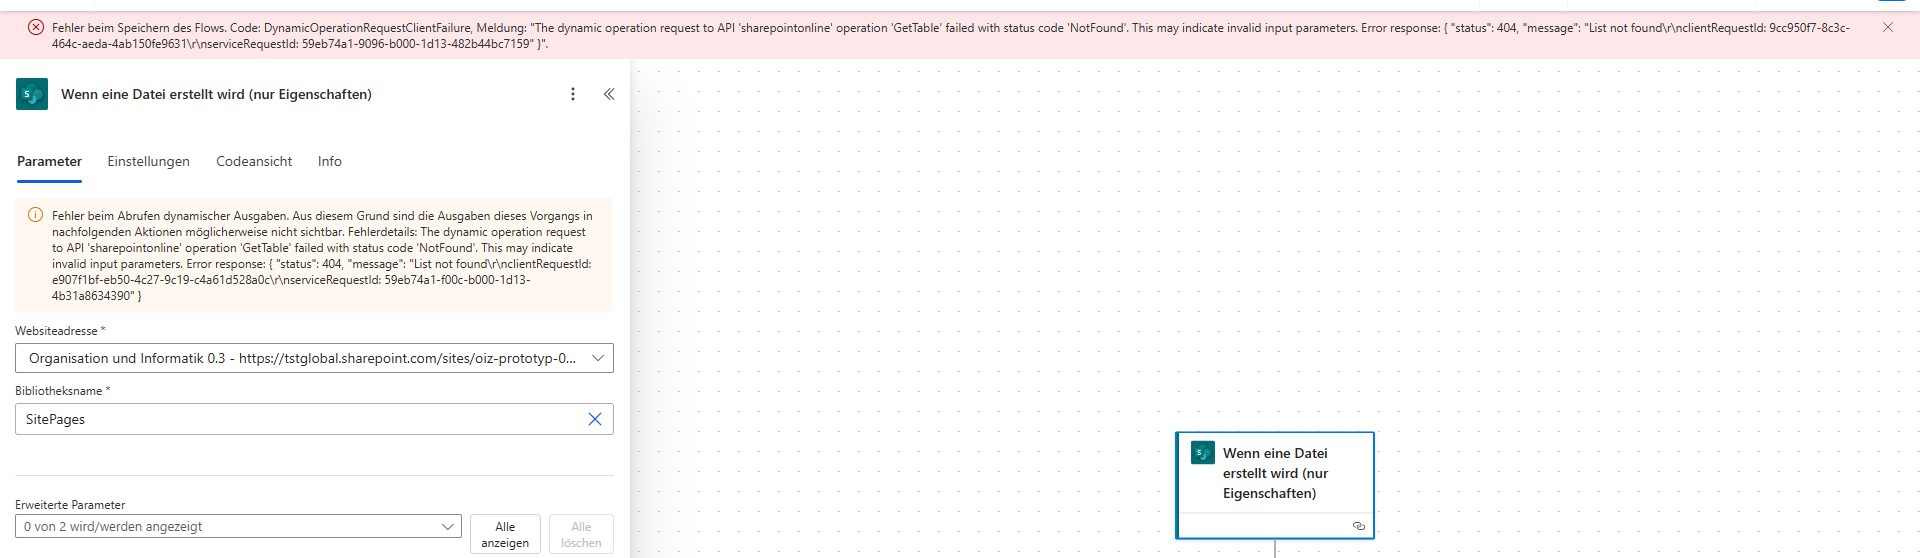 Fehler beim Speichern des Flows. Code: DynamicOperationRequestClientFailure, Meldung: "The dynamic operation request to API 'sharepointonline' operation 'GetTable' failed with status code 'NotFound'. This may indicate invalid input parameters. Error response: { "status": 404, "message": "List not found\r\nclientRequestId: 9cc950f7-8c3c-
464c-aeda-4ab150fe9631\r\nserviceRequestId: 59eb74a1-9096-b000-1d13-482b44bc7159" }".
Wenn eine Datei erstellt wird (nur Eigenschaften)
Parameter Einstellungen Codeansicht Info
Fehler beim Abrufen dynamischer Ausgaben. Aus diesem Grund sind die Ausgaben dieses Vorgangs in
nachfolgenden Aktionen möglicherweise nicht sichtbar. Fehlerdetails: The dynamic operation request
to API 'sharepointonline' operation 'GetTable' failed with status code 'NotFound'. This may indicate
invalid input parameters. Error response: { "status": 404, "message": "List not found\r\nclientRequestId:
e907f1bf-eb50-4c27-9c19-c4a61d528a0c\r\nserviceRequestId: 59eb74a1-f00c-b000-1d13-
4b31a8634390" }
Websiteadresse *
Organisation und Informatik 0.3 - https://tstglobal.sharepoint.com/sites/oiz-prototyp-0...
Bibliotheksname *
SitePages
Erweiterte Parameter
0 von 2 wird/werden angezeigt
Alle
anzeigen
Alle
löschen
Wenn eine Datei
erstellt wird (nur
Eigenschaften)